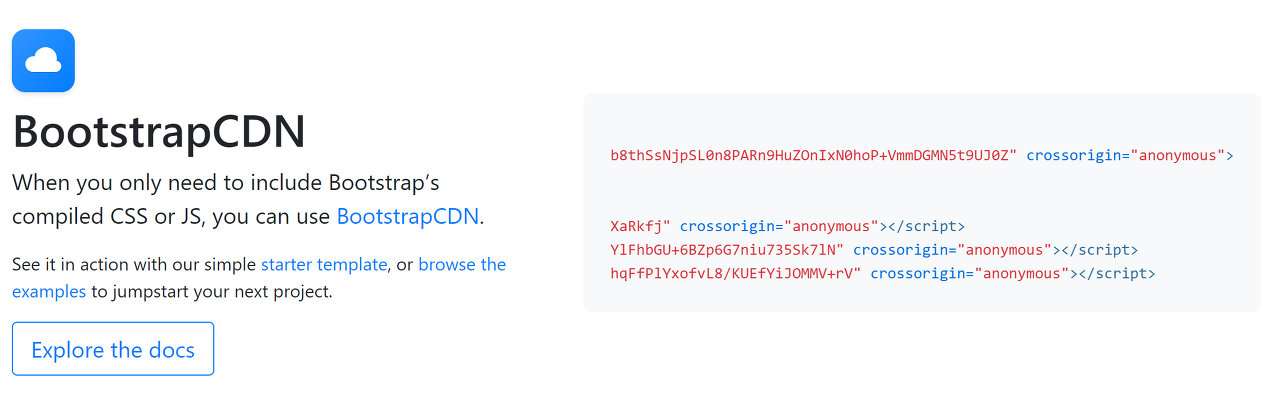 BootstrapCDN
When you only need to include Bootstrap’s
compiled CSS or JS, you can use BootstrapCDN.
See it in action with our simple starter template, or browse the
examples to jumpstart your next project.
Explore the docs
b8thSsNjpSL0n8PARn9HuZOnIxN0hoP+VmmDGMN5t9UJ0Z" crossorigin="anonymous">
XaRkfj" crossorigin="anonymous"></script>
YlFhbGU+6BZp6G7niu735Sk7lN" crossorigin="anonymous"></script>
hqFfPlYxofvL8/KUEfYiJOMMV+rV" crossorigin="anonymous"></script>